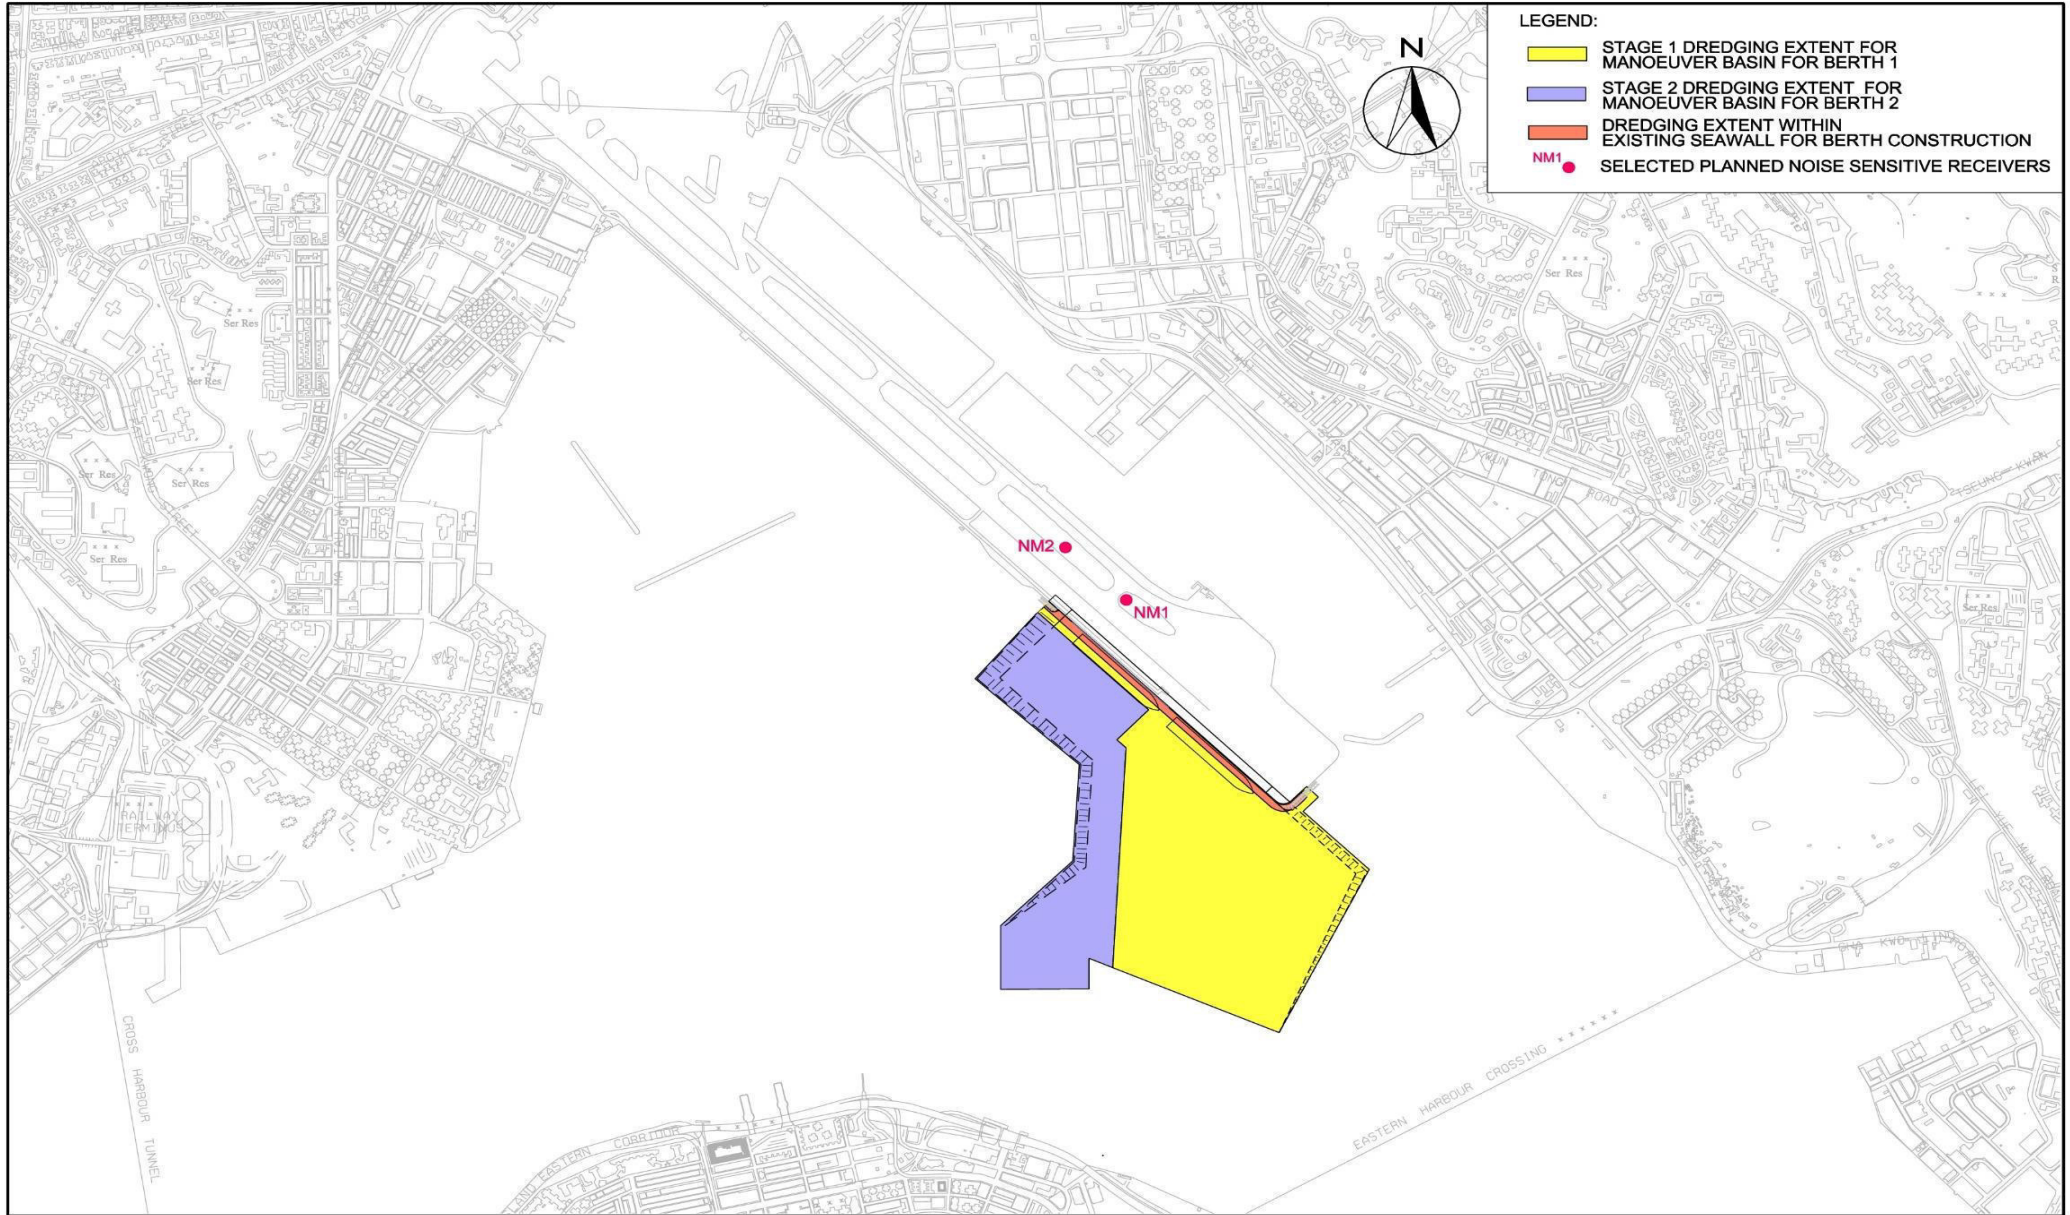 LEGEND:
STAGE 1 DREDGING EXTENT FOR
MANOEUVER BASIN FOR BERTH 1
STAGE 2 DREDGING EXTENT FOR
MANOEUVER BASIN FOR BERTH 2
DREDGING EXTENT WITHIN
EXISTING SEAWALL FOR BERTH CONSTRUCTION
NM1
SELECTED PLANNED NOISE SENSITIVE RECEIVERS
N
Ser Res
Ser Res
Ser Res
Ser Res
Ser Res
Ser Res
Ser Res
KWUN TONG ROAD
TSEUNG KWAN
NM2
NM1
RAILWAY
TERMINUS
CROSS HARBOUR TUNNEL
EASTERN HARBOUR CROSSING
EASTERN CORRIDOR